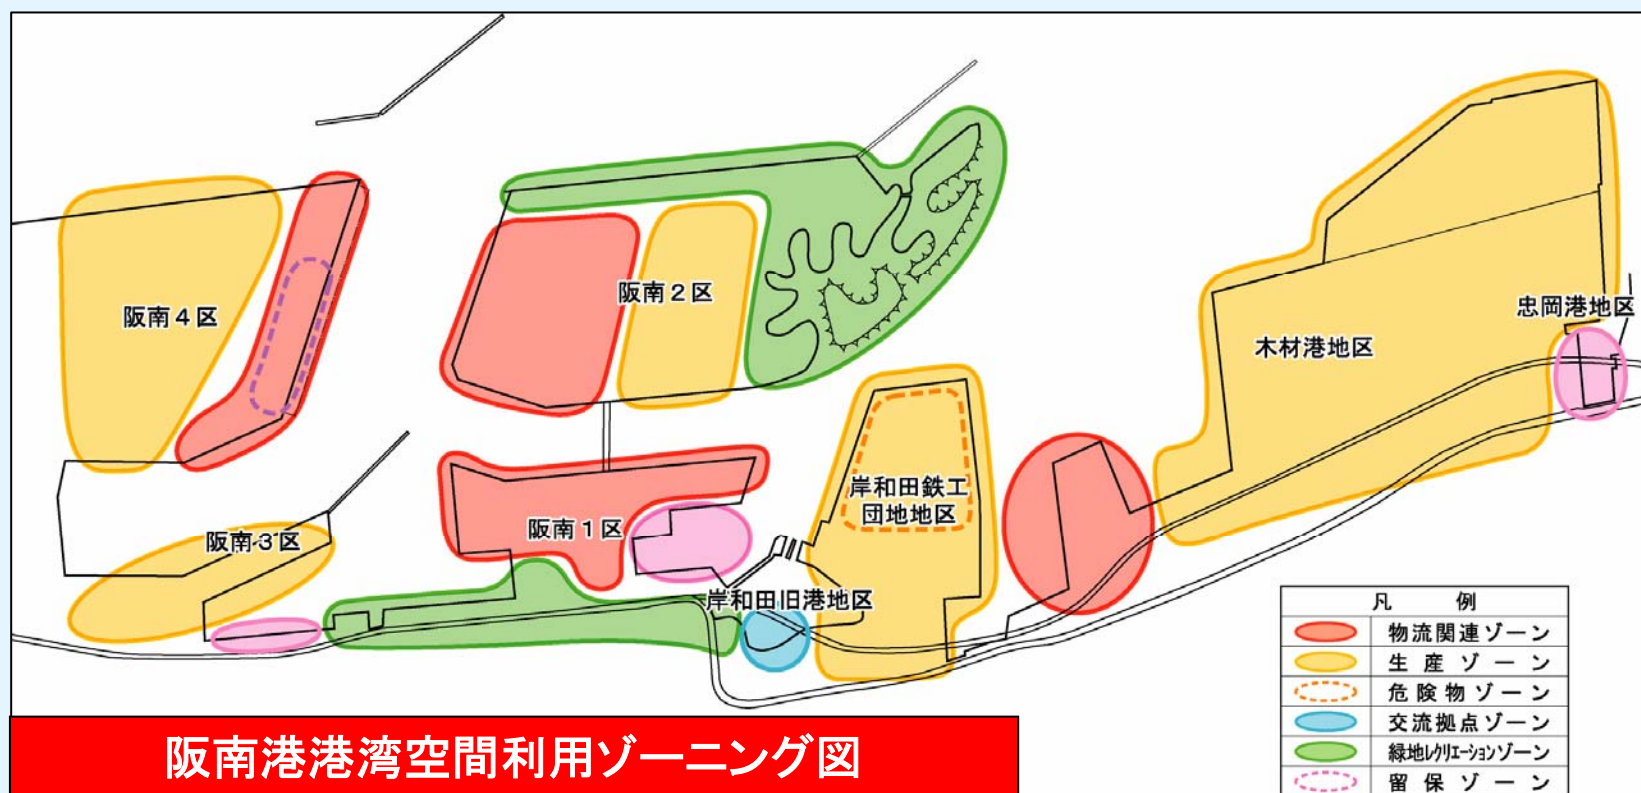 阪南4区
阪南2区
忠岡港地区
木材港地区
岸和田鉄工
団地地区
阪南1区
阪南3区
岸和田旧港地区
凡 例
物流関連ゾーン
生産ゾーン
危険物ゾーン
交流拠点ゾーン
緑地レクリエーションゾーン
留保ゾーン
阪南港港湾空間利用ゾーニング図